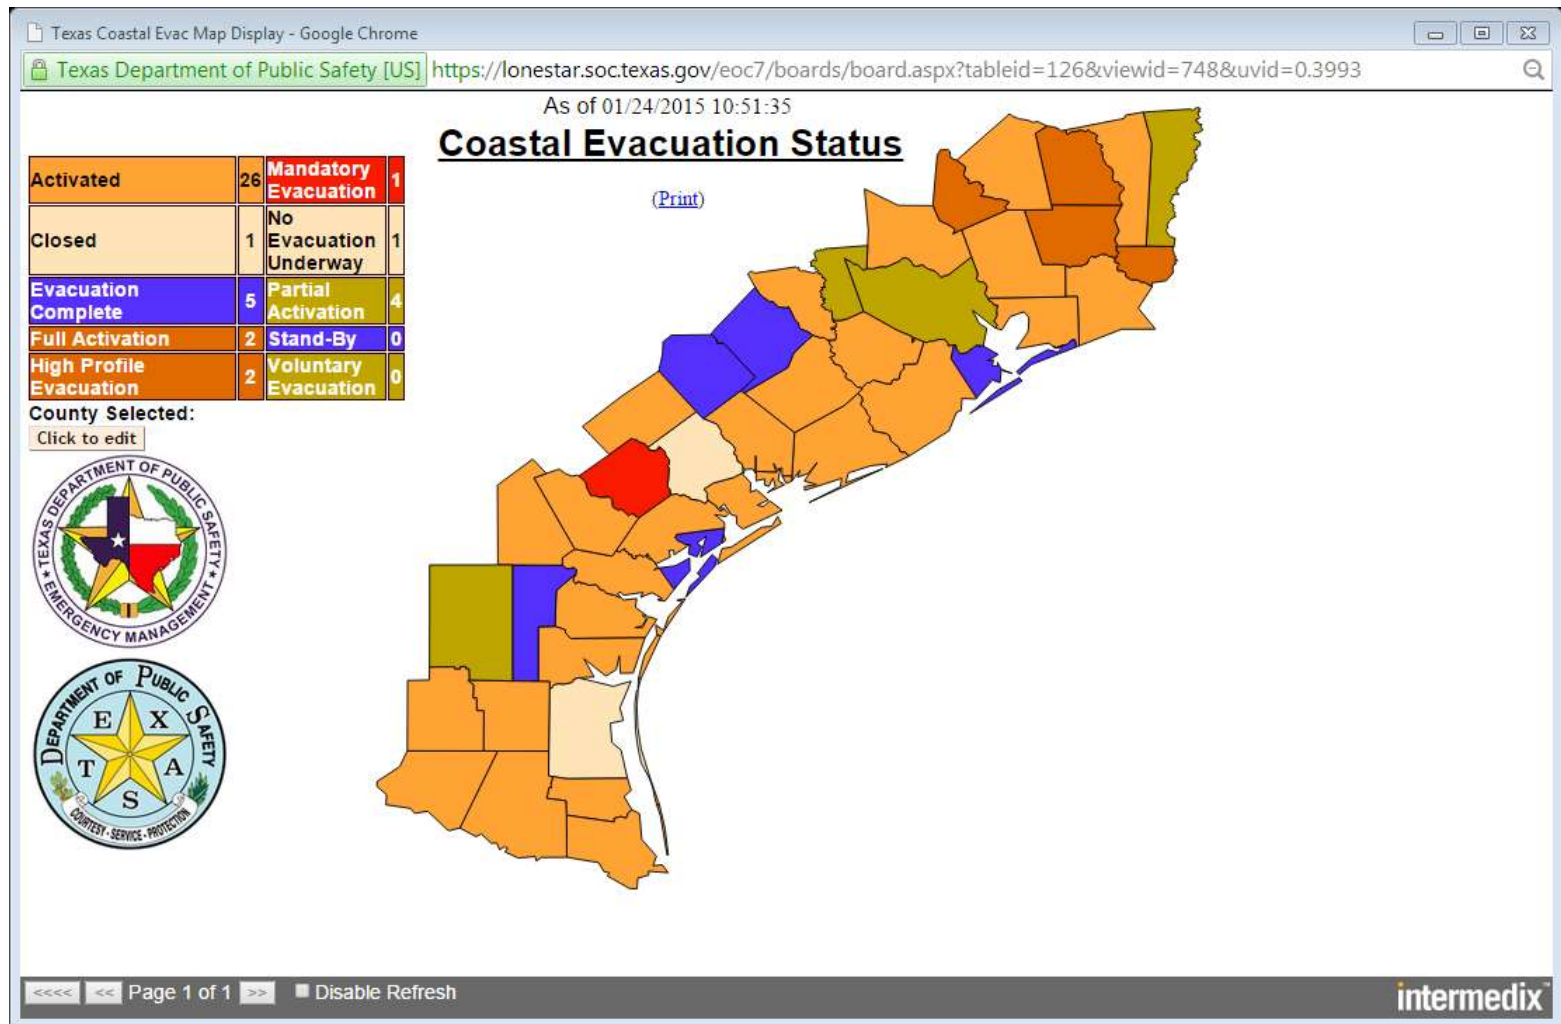 Texas Coastal Evac Map Display - Google Chrome
Texas Department of Public Safety [US] https://lonestar.soc.texas.gov/eoc7/boards/board.aspx?tableid=126&viewid=748&uvid=0.3993
As of 01/24/2015 10:51:35
Coastal Evacuation Status
(Print)
Activated 26 Mandatory Evacuation 1
Closed 1 No Evacuation Underway 1
Evacuation Complete 5 Partial Activation 4
Full Activation 2 Stand-By 0
High Profile Evacuation 2 Voluntary Evacuation 0
County Selected:
Click to edit
TEXAS DEPARTMENT OF PUBLIC SAFETY
EMERGENCY MANAGEMENT
DEPARTMENT OF PUBLIC SAFETY
TEXAS
COURTESY - SERVICE - PROTECTION
<<<< << Page 1 of 1 >> Disable Refresh
intermedix